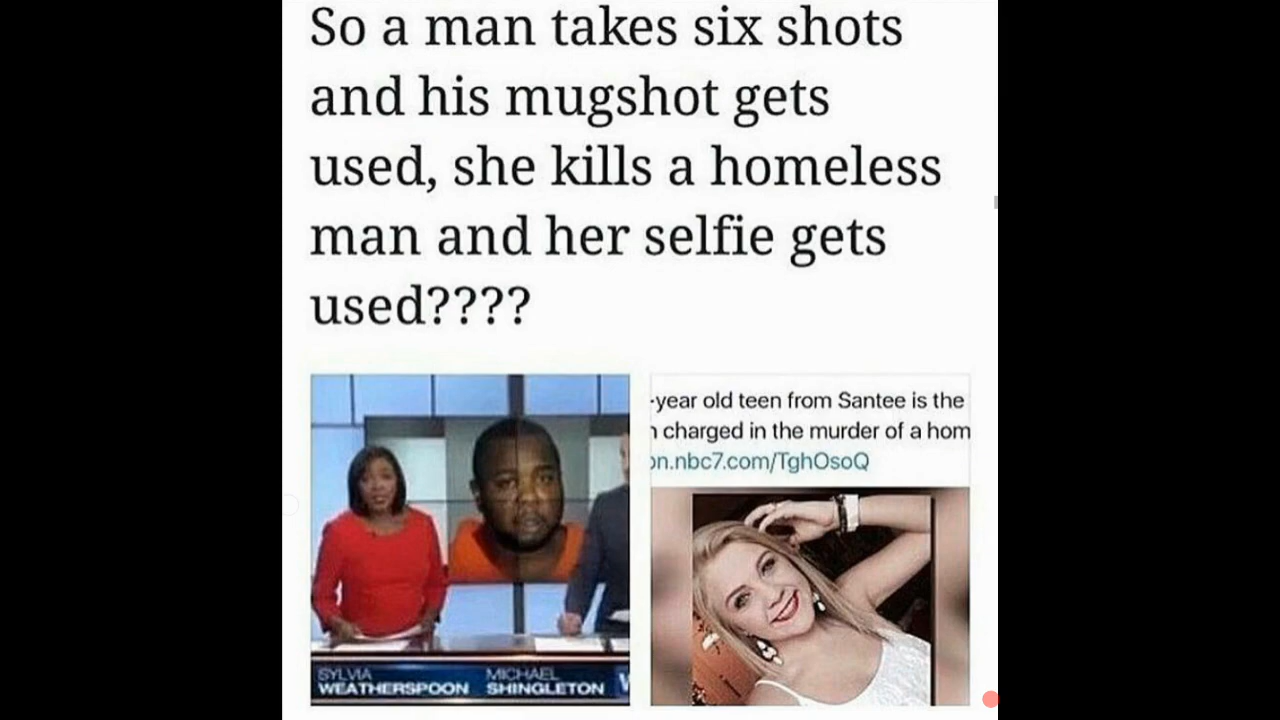 So a man takes six shots
and his mugshot gets
used, she kills a homeless
man and her selfie gets
used????
-year old teen from Santee is the
charged in the murder of a hom
on.nbc7.com/TghOsoQ
SYLVIA
WEATHERSPOON
MICHAEL
SHINGLETON